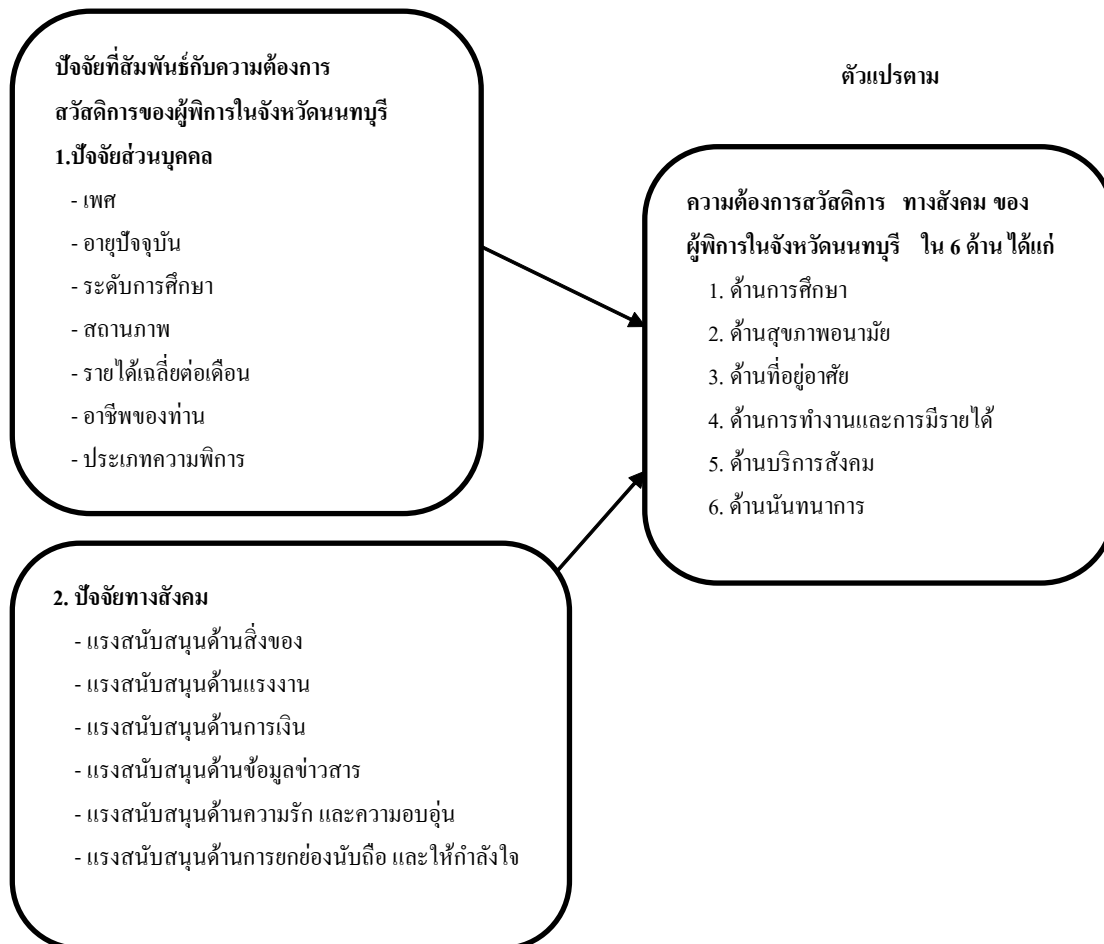 ปัจจัยที่สัมพันธ์กับความต้องการ
สวัสดิการของผู้พิการในจังหวัดนนทบุรี
1.ปัจจัยส่วนบุคคล
- เพศ
- อายุปัจจุบัน
- ระดับการศึกษา
- สถานภาพ
- รายได้เฉลี่ยต่อเดือน
- อาชีพของท่าน
- ประเภทความพิการ
2. ปัจจัยทางสังคม
- แรงสนับสนุนด้านสิ่งของ
- แรงสนับสนุนด้านแรงงาน
- แรงสนับสนุนด้านการเงิน
- แรงสนับสนุนด้านข้อมูลข่าวสาร
- แรงสนับสนุนด้านความรัก และความอบอุ่น
- แรงสนับสนุนด้านการยกย่องนับถือ และให้กำลังใจ
ตัวแปรตาม
ความต้องการสวัสดิการ ทางสังคม ของ
ผู้พิการในจังหวัดนนทบุรี ใน 6 ด้าน ได้แก่
1. ด้านการศึกษา
2. ด้านสุขภาพอนามัย
3. ด้านที่อยู่อาศัย
4. ด้านการทำงานและการมีรายได้
5. ด้านบริการสังคม
6. ด้านนันทนาการ